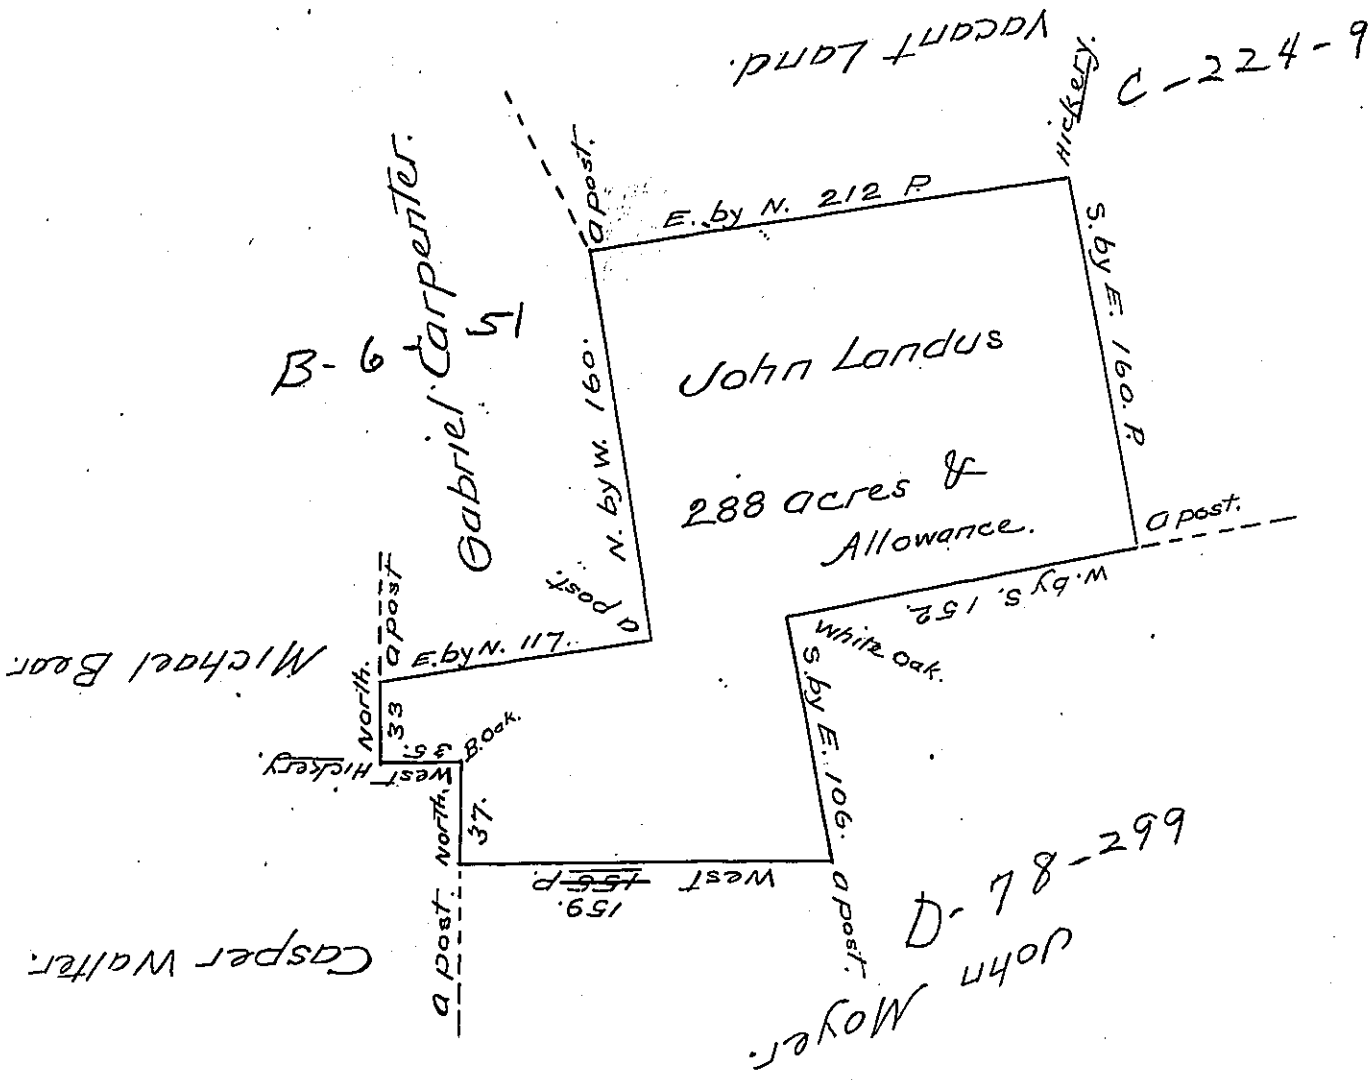 Vacant Land.
Hickery.
C-224-9
a post.
E. by N. 212 P.
S. by E. 160. P.
Gabriel Carpenter.
B-6 51
N. by W. 160.
John Landus
288 acres &
Allowance.
a post.
W. by S. 152.
White Oak.
a post.
E. by N. 117.
a post
Michael Bear.
North.
33
Hickery.
West
35.
B. Oak.
North.
37.
S. by E. 106.
West
155 P.
159.
a post.
a post.
Casper Walter.
D-78-299
John Moyer.